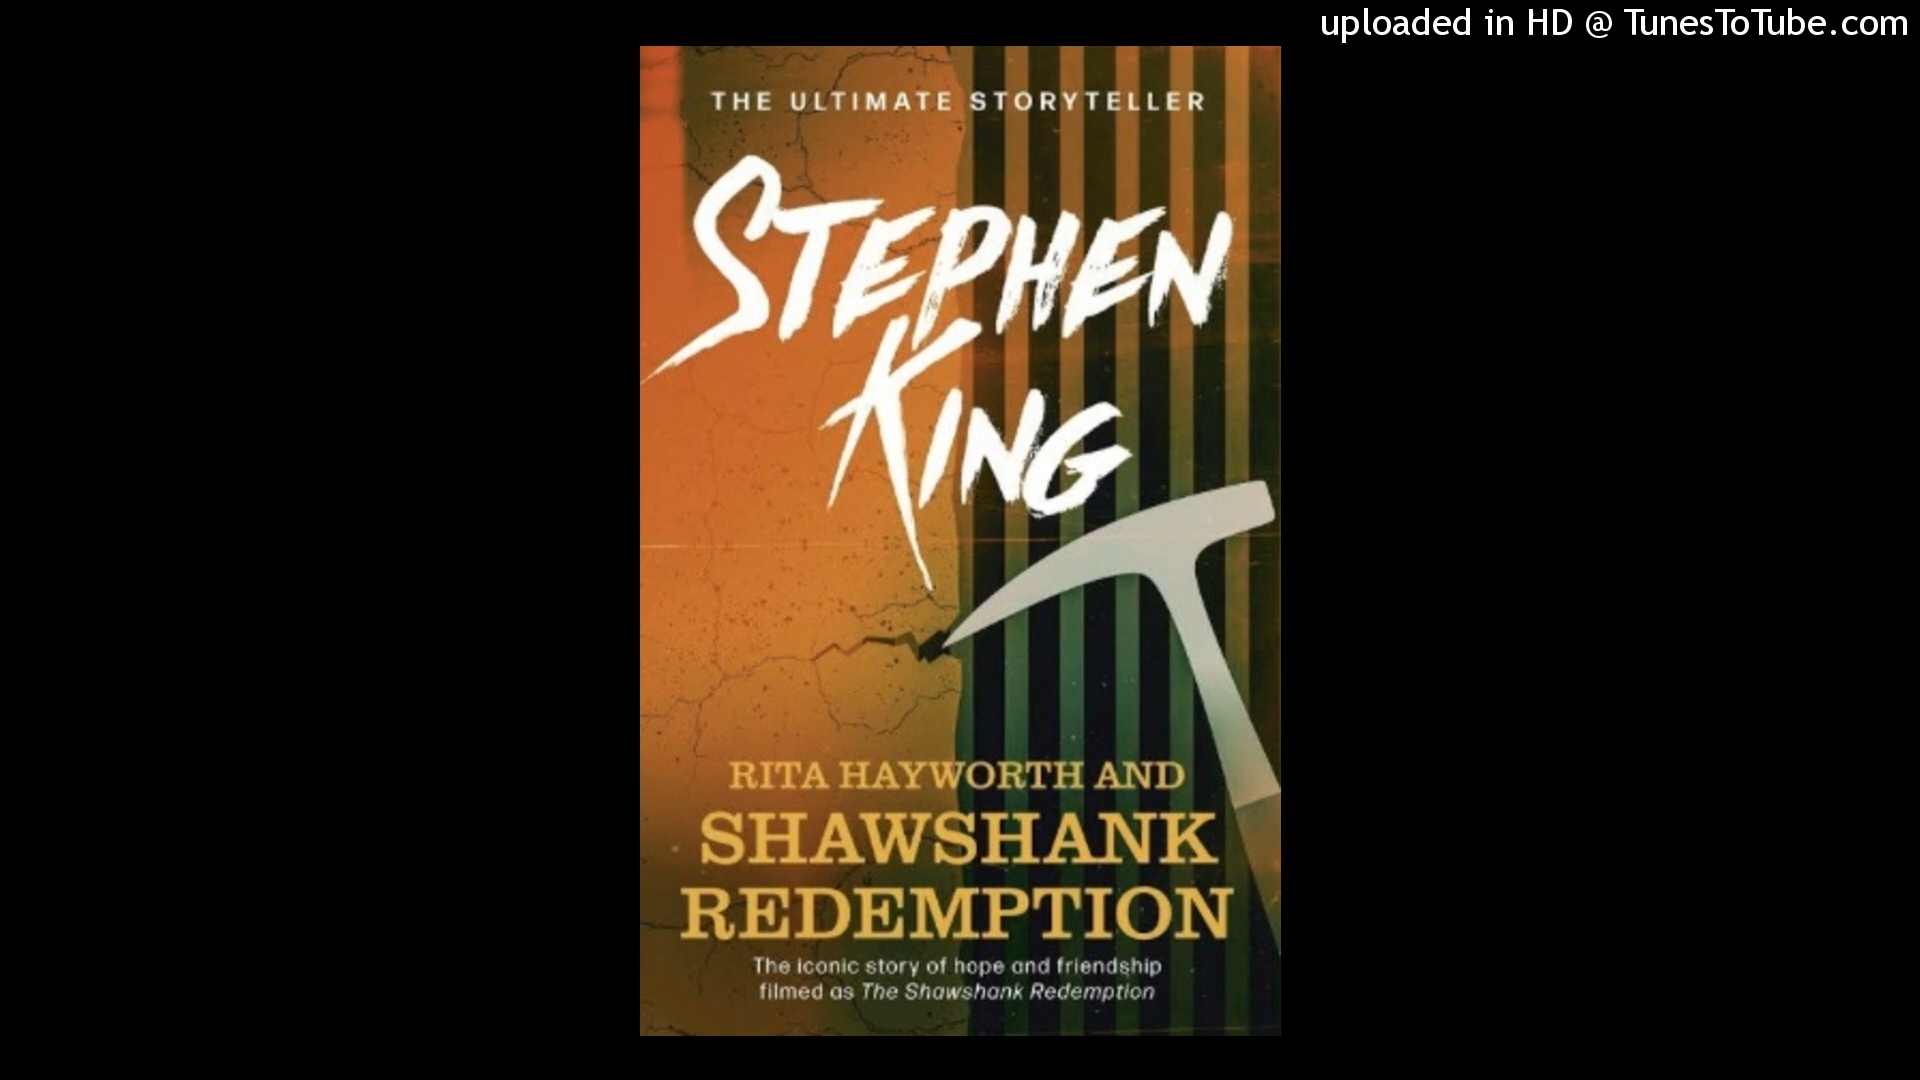 uploaded in HD @ TunesToTube.com
THE ULTIMATE STORYTELLER
STEPHEN
KING
RITA HAYWORTH AND
SHAWSHANK
REDEMPTION
The iconic story of hope and friendship
filmed as The Shawshank Redemption